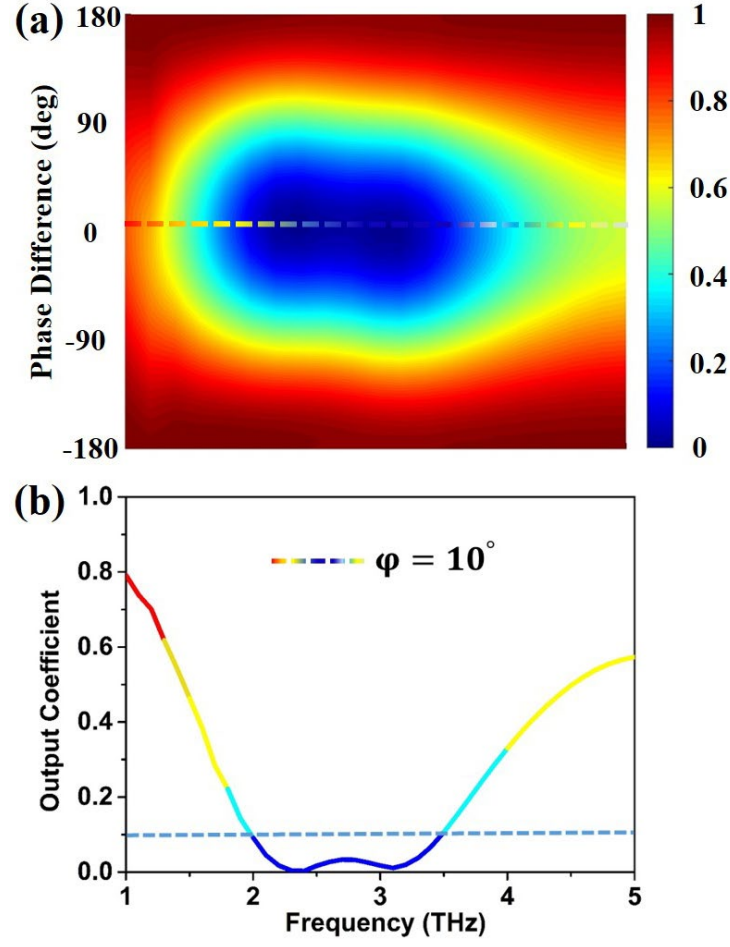 (a)
180
90
0
-90
-180
Phase Difference (deg)
1
0.8
0.6
0.4
0.2
0
(b)
1.0
0.8
0.6
0.4
0.2
0.0
Output Coefficient
φ = 10°
1 2 3 4 5
Frequency (THz)